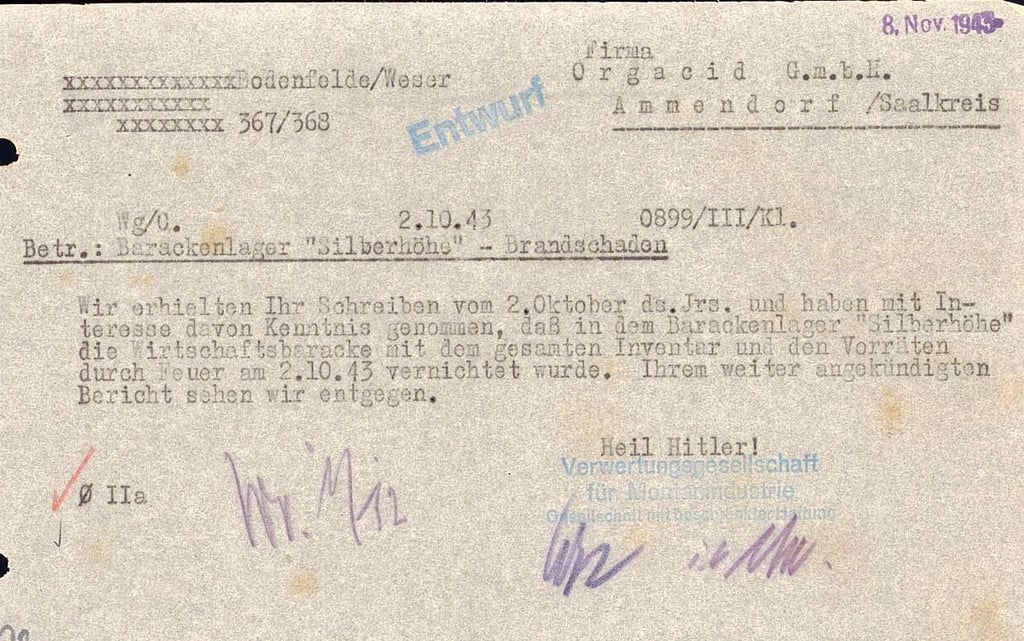 8. Nov. 1943
Firma
xxxxxxxxxxxxxBodenfelde/Weser
O r g a c i d G.m.b.H.
xxxxxxxxxxx
A m m e n d o r f /Saalkreis
xxxxxxxx 367/368
Entwurf
Wg/O. 2.10.43 0899/III/Kl.
Betr.: Barackenlager "Silberhöhe" - Brandschaden
Wir erhielten Ihr Schreiben vom 2.Oktober ds.Jrs. und haben mit In-
teresse davon Kenntnis genommen, daß in dem Barackenlager "Silberhöhe"
die Wirtschaftsbaracke mit dem gesamten Inventar und den Vorräten
durch Feuer am 2.10.43 vernichtet wurde. Ihrem weiter angekündigten
Bericht sehen wir entgegen.
Heil Hitler!
Verwertungsgesellschaft
für Montanindustrie
Gesellschaft mit beschränkter Haftung
Ø IIa